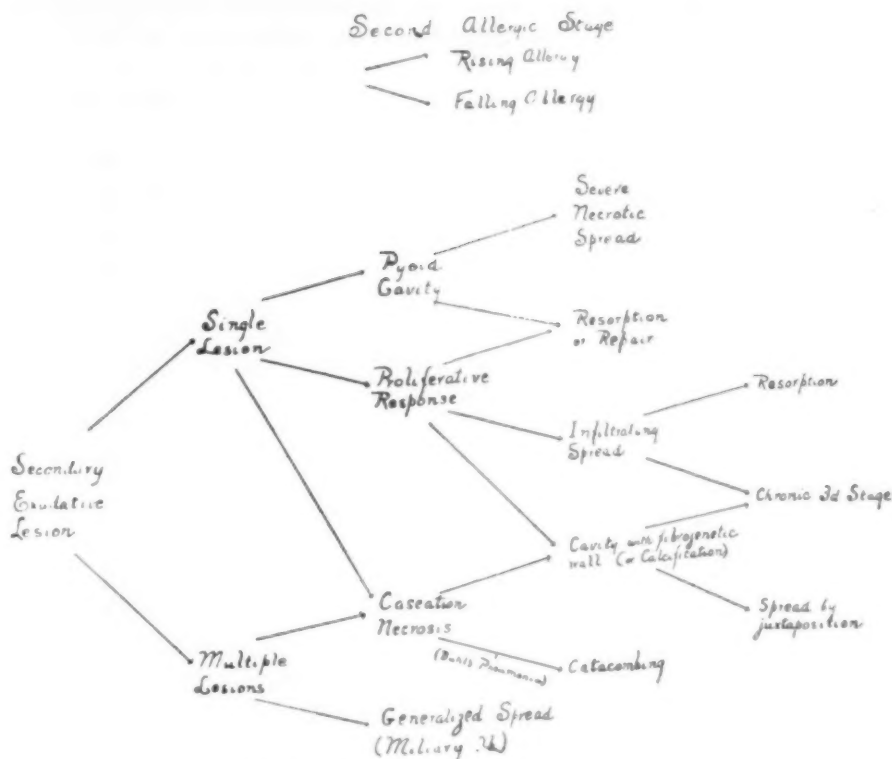 Second Allergic Stage
Rising Allergy
Falling Allergy
Severe
Necrotic
Spread
Pyoid
Cavity
Single
Lesion
Resorption
or Repair
Proliferative
Response
Resorption
Infiltrating
Spread
Secondary
Exudative
Lesion
Chronic 3d Stage
Cavity with fibrogenetic
wall (or Calcification)
Caseation
Necrosis
Spread by
juxtaposition
Multiple
Lesions
Pneumonia)
Catacombing
Generalized Spread
(Miliary